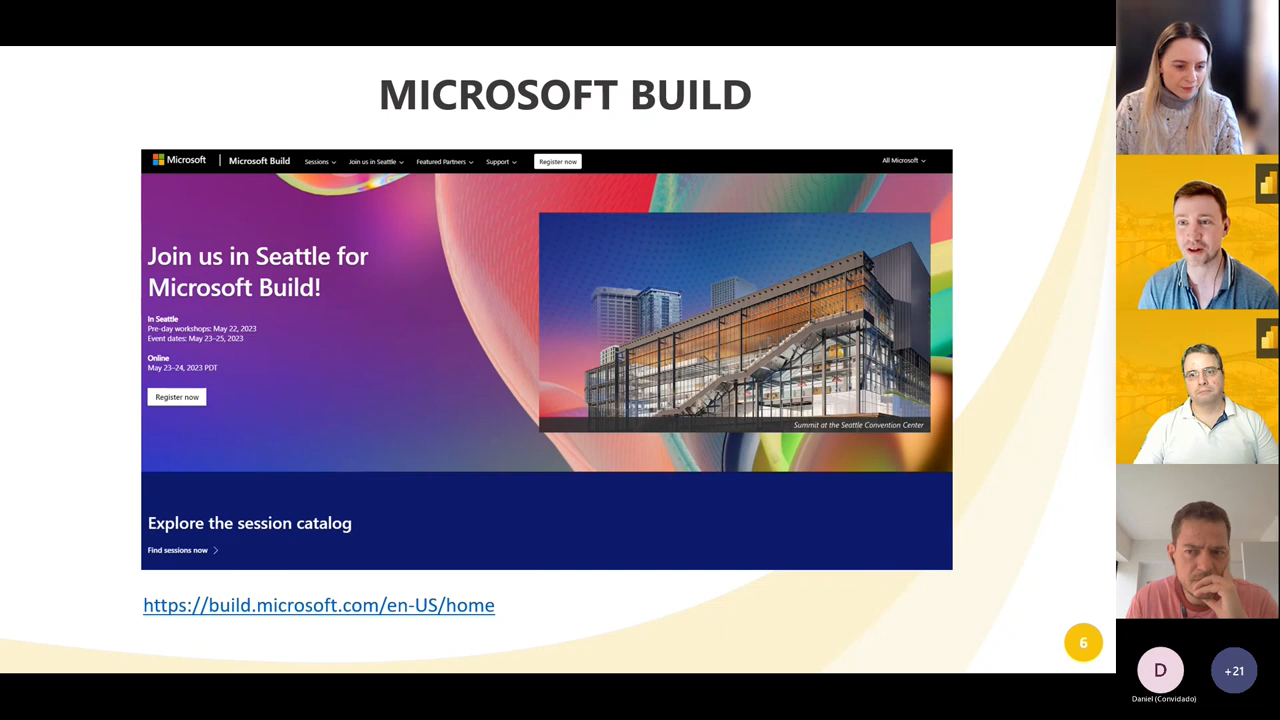 MICROSOFT BUILD
Microsoft | Microsoft Build Sessions Join us in Seattle Featured Partners Support Register now All Microsoft
Join us in Seattle for
Microsoft Build!
In Seattle
Pre-day workshops: May 22, 2023
Event dates: May 23–25, 2023
Online
May 23–24, 2023 PDT
Register now
Summit at the Seattle Convention Center
Explore the session catalog
Find sessions now
https://build.microsoft.com/en-US/home
6
D
+21
Daniel (Convidado)